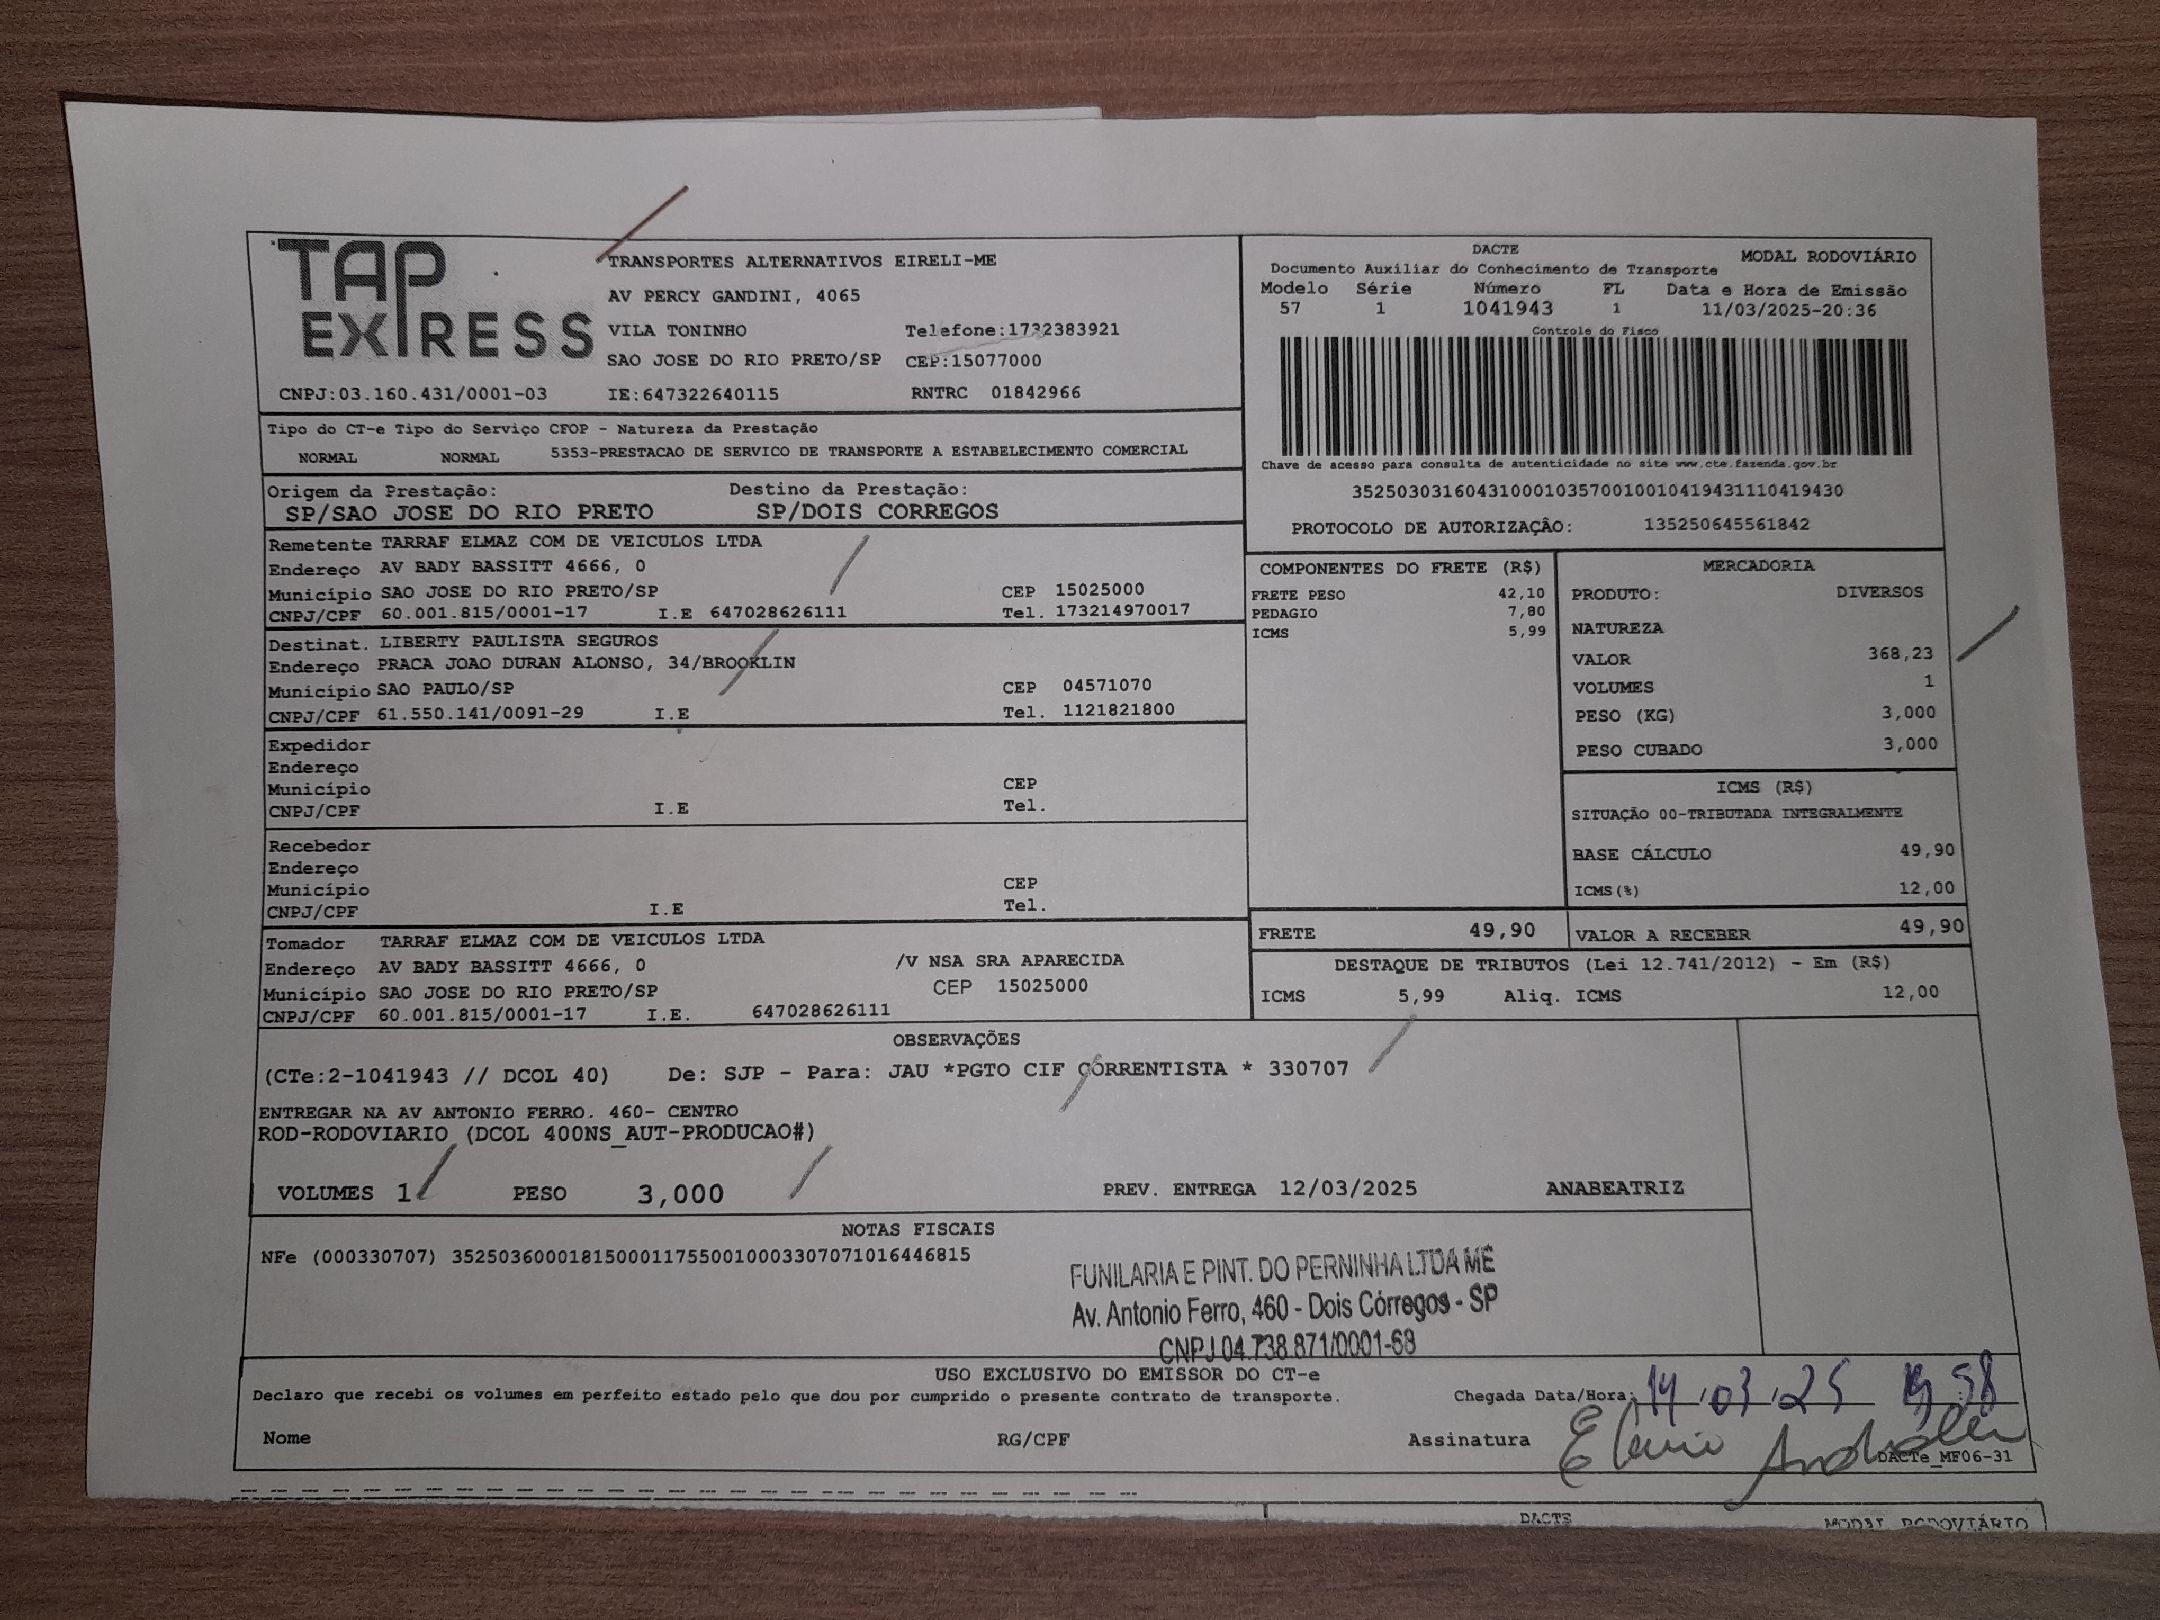 TAP
EXPRESS
TRANSPORTES ALTERNATIVOS EIRELI-ME
AV PERCY GANDINI, 4065
VILA TONINHO Telefone:1732383921
SAO JOSE DO RIO PRETO/SP CEP:15077000
CNPJ:03.160.431/0001-03 IE:647322640115 RNTRC 01842966
DACTE MODAL RODOVIÁRIO
Documento Auxiliar do Conhecimento de Transporte
Modelo Série Número FL Data e Hora de Emissão
57 1 1041943 1 11/03/2025-20:36
Controle do Fisco
Chave de acesso para consulta de autenticidade no site www.cte.fazenda.gov.br
35250303160431000103570010010419431110419430
PROTOCOLO DE AUTORIZAÇÃO: 135250645561842
Tipo do CT-e Tipo do Serviço CFOP - Natureza da Prestação
NORMAL NORMAL 5353-PRESTACAO DE SERVICO DE TRANSPORTE A ESTABELECIMENTO COMERCIAL
Origem da Prestação: Destino da Prestação:
SP/SAO JOSE DO RIO PRETO SP/DOIS CORREGOS
Remetente TARRAF ELMAZ COM DE VEICULOS LTDA
Endereço AV BADY BASSITT 4666, 0
Município SAO JOSE DO RIO PRETO/SP CEP 15025000
CNPJ/CPF 60.001.815/0001-17 I.E 647028626111 Tel. 173214970017
Destinat. LIBERTY PAULISTA SEGUROS
Endereço PRACA JOAO DURAN ALONSO, 34/BROOKLIN
Município SAO PAULO/SP CEP 04571070
CNPJ/CPF 61.550.141/0091-29 I.E Tel. 1121821800
Expedidor
Endereço
Município CEP
CNPJ/CPF I.E Tel.
Recebedor
Endereço
Município CEP
CNPJ/CPF I.E Tel.
Tomador TARRAF ELMAZ COM DE VEICULOS LTDA
Endereço AV BADY BASSITT 4666, 0 /V NSA SRA APARECIDA
Município SAO JOSE DO RIO PRETO/SP CEP 15025000
CNPJ/CPF 60.001.815/0001-17 I.E. 647028626111
COMPONENTES DO FRETE (R$)
FRETE PESO 42,10
PEDAGIO 7,80
ICMS 5,99
MERCADORIA
PRODUTO: DIVERSOS
NATUREZA
VALOR 368,23
VOLUMES 1
PESO (KG) 3,000
PESO CUBADO 3,000
ICMS (R$)
SITUAÇÃO 00-TRIBUTADA INTEGRALMENTE
BASE CÁLCULO 49,90
ICMS(%) 12,00
FRETE 49,90 VALOR A RECEBER 49,90
DESTAQUE DE TRIBUTOS (Lei 12.741/2012) - Em (R$)
ICMS 5,99 Aliq. ICMS 12,00
OBSERVAÇÕES
(CTe:2-1041943 // DCOL 40) De: SJP - Para: JAU *PGTO CIF CORRENTISTA * 330707
ENTREGAR NA AV ANTONIO FERRO. 460- CENTRO
ROD-RODOVIARIO (DCOL 400NS_AUT-PRODUCAO#)
VOLUMES 1 PESO 3,000 PREV. ENTREGA 12/03/2025 ANABEATRIZ
NOTAS FISCAIS
NFe (000330707) 35250360001815000117550010003307071016446815
FUNILARIA E PINT. DO PERNINHA LTDA ME
Av. Antonio Ferro, 460 - Dois Córregos - SP
CNPJ 04.738.871/0001-68
USO EXCLUSIVO DO EMISSOR DO CT-e
Declaro que recebi os volumes em perfeito estado pelo que dou por cumprido o presente contrato de transporte. Chegada Data/Hora: 14 03 25
Nome RG/CPF Assinatura
DACTe_MF06-31
DACTE MODAL RODOVIÁRIO